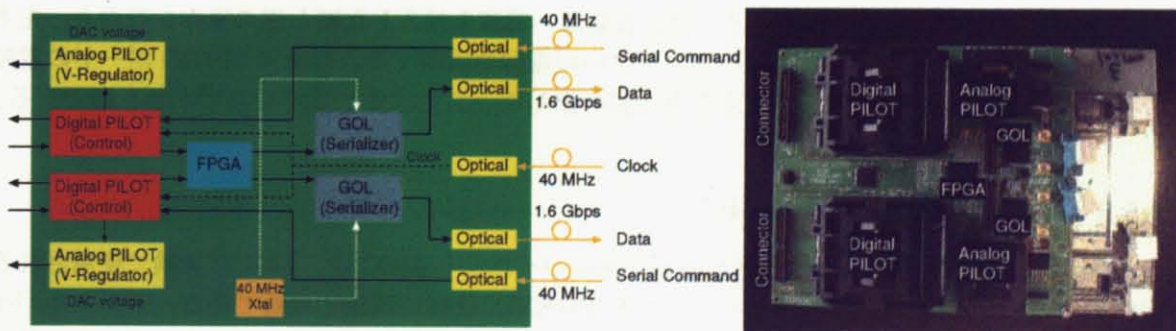 DAC voltage
Analog PILOT
(V-Regulator)
Digital PILOT
(Control)
FPGA
Digital PILOT
(Control)
Analog PILOT
(V-Regulator)
DAC voltage
GOL
(Serializer)
Clock
GOL
(Serializer)
40 MHz
Xtal
Optical
40 MHz
Serial Command
Optical
1.6 Gbps
Data
Optical
40 MHz
Clock
1.6 Gbps
Optical
Data
Optical
40 MHz
Serial Command
Connector
Digital
PILOT
Analog
PILOT
GOL
FPGA
GOL
Connector
Digital
PILOT
Analog
PILOT